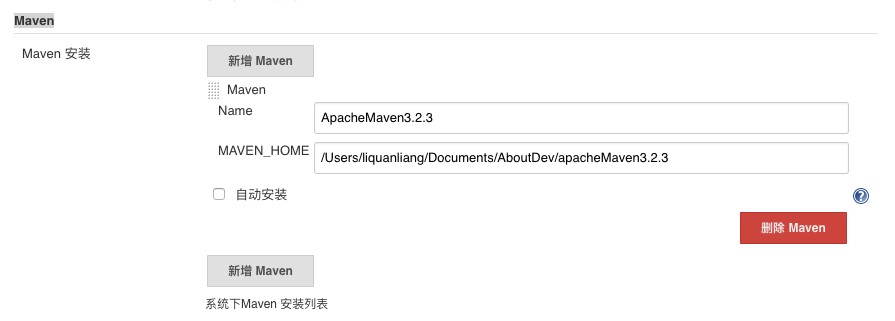 Maven
Maven 安装
新增 Maven
Maven
Name
ApacheMaven3.2.3
MAVEN_HOME
/Users/liquanliang/Documents/AboutDev/apacheMaven3.2.3
自动安装
?
删除 Maven
新增 Maven
系统下Maven 安装列表